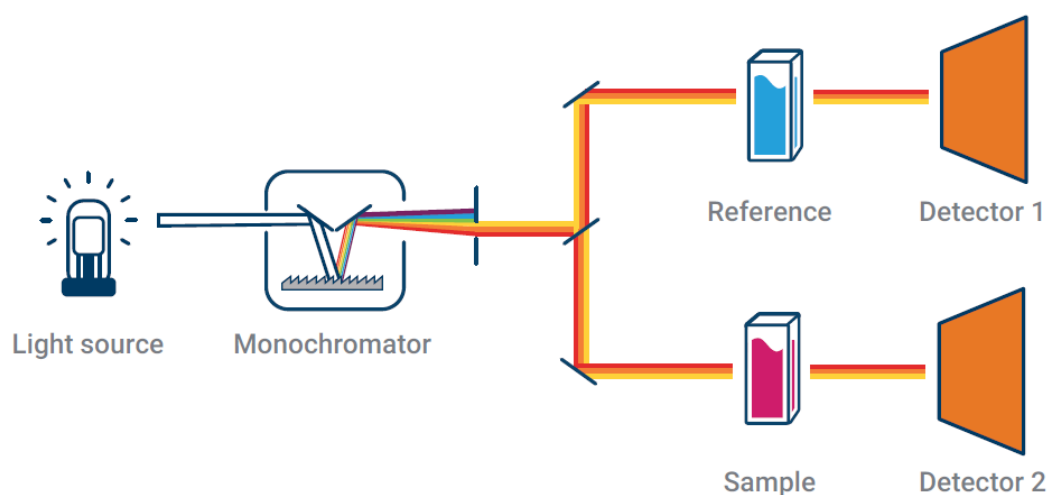 Reference
Detector 1
Light source
Monochromator
Sample
Detector 2